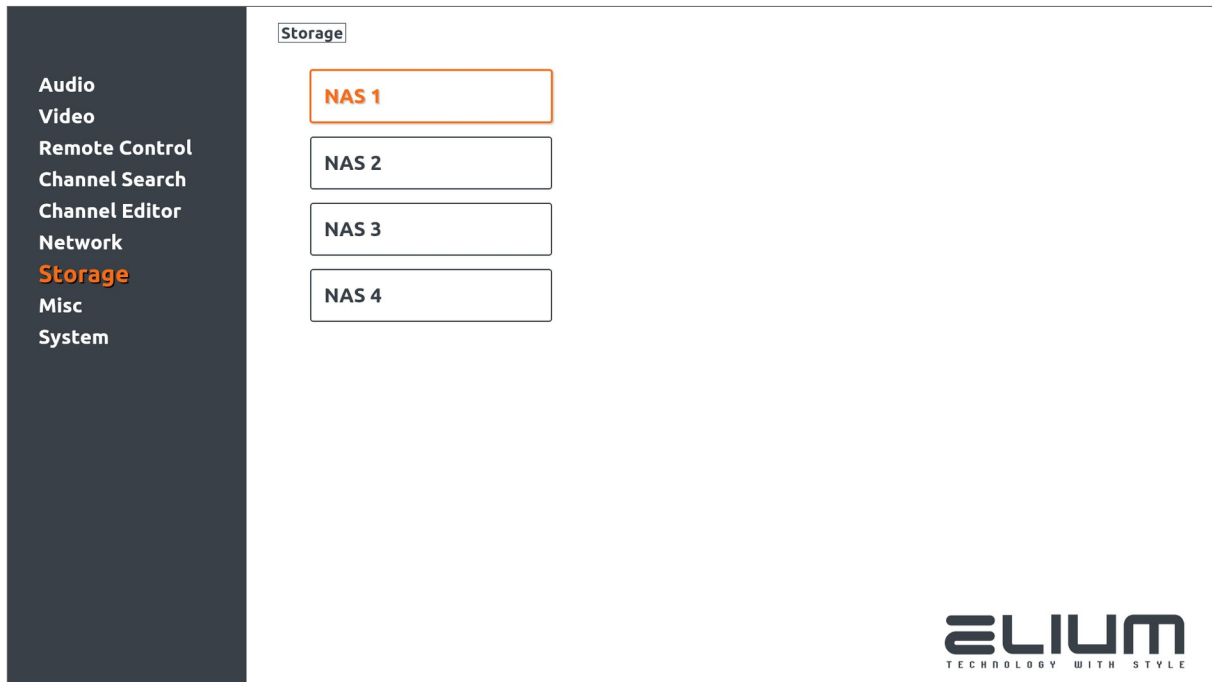 Storage
Audio
Video
Remote Control
Channel Search
Channel Editor
Network
Storage
Misc
System
NAS 1
NAS 2
NAS 3
NAS 4
ELIUM
TECHNOLOGY WITH STYLE